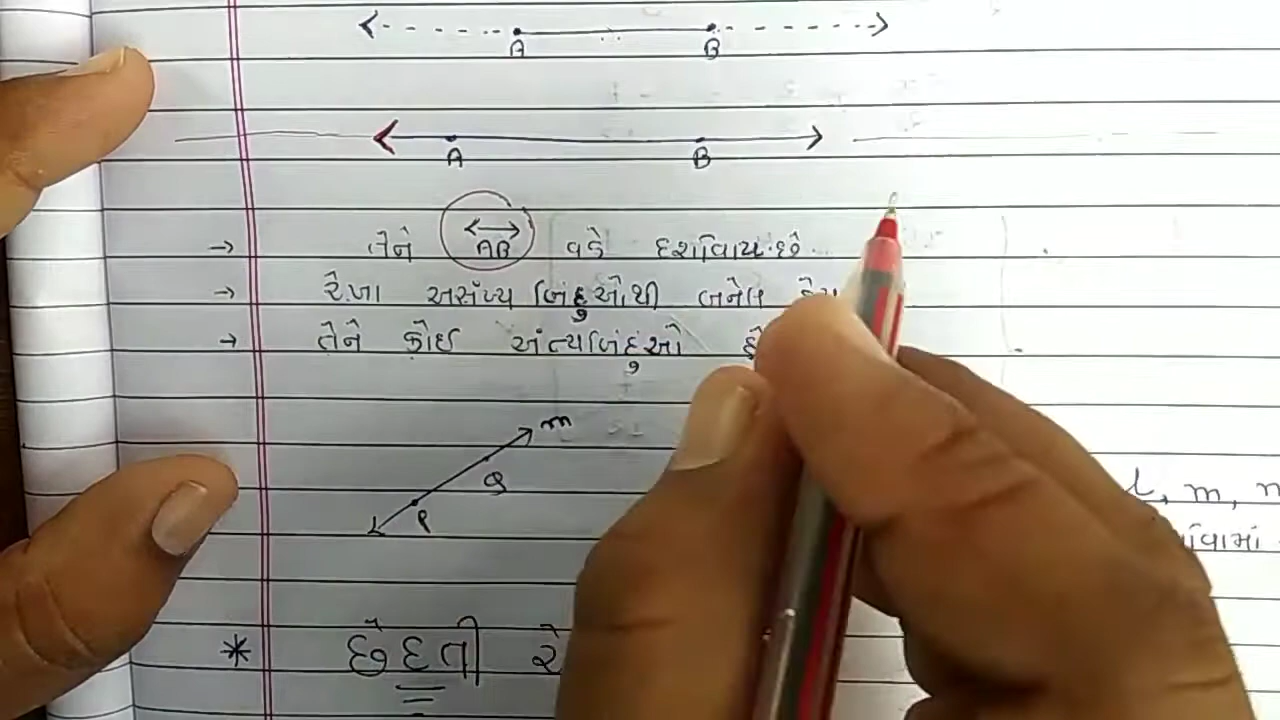 A B
A B
→ તેને AB વડે દર્શાવાય છે.
→ રેખા અસંખ્ય બિંદુઓથી બનેલ
→ તેને કોઈ અંત્યબિંદુઓ
m
Q
P
l, m, n
* છેદતી રે